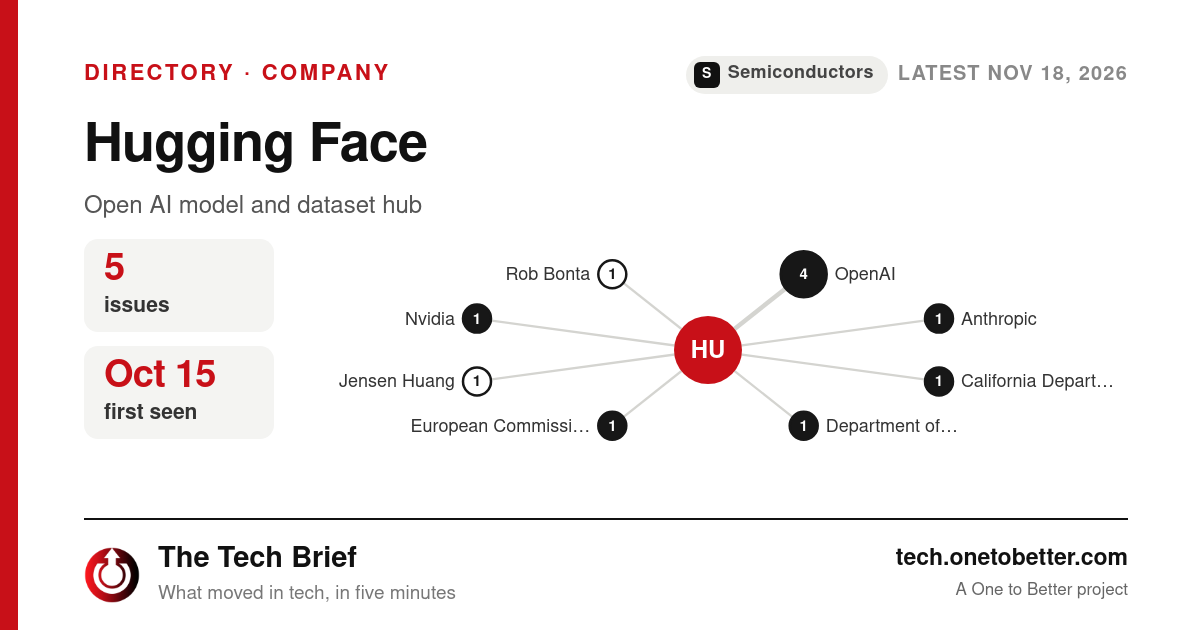 DIRECTORY · COMPANY
S Semiconductors LATEST NOV 18, 2026
Hugging Face
Open AI model and dataset hub
5
issues
Oct 15
first seen
Rob Bonta 1
4 OpenAI
Nvidia 1
1 Anthropic
HU
Jensen Huang 1
1 California Depart…
European Commissi… 1
1 Department of…
The Tech Brief
What moved in tech, in five minutes
tech.onetobetter.com
A One to Better project